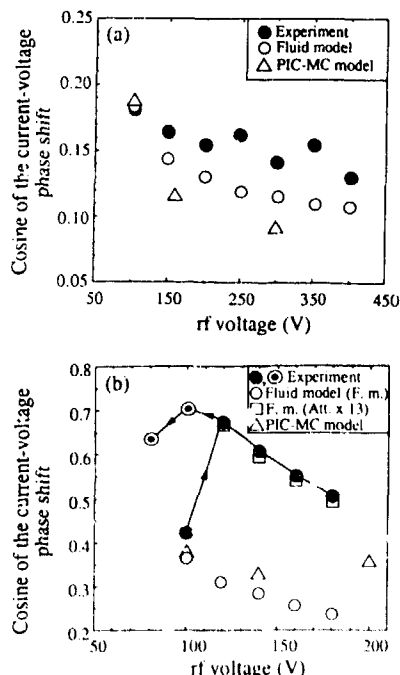 (a)
Experiment
Fluid model
PIC-MC model
0.25
0.20
0.15
0.10
0.05
50
150
250
350
450
Cosine of the current-voltage
phase shift
rf voltage (V)
(b)
Experiment
Fluid model (F. m.)
F. m. (Att. x 13)
PIC-MC model
0.8
0.7
0.6
0.5
0.4
0.3
0.2
50
100
150
200
Cosine of the current-voltage
phase shift
rf voltage (V)